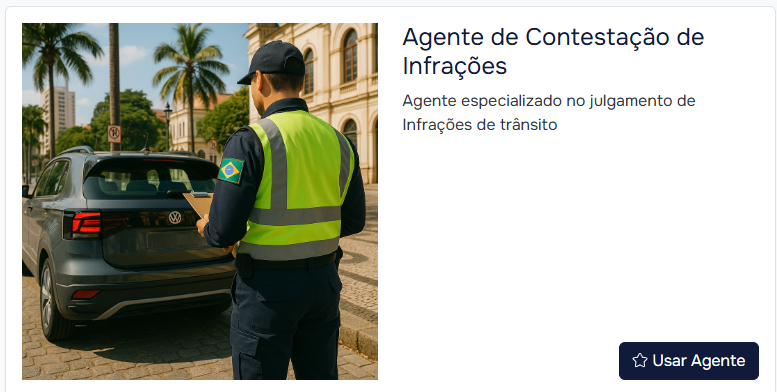 Agente de Contestação de
Infrações
Agente especializado no julgamento de
Infrações de trânsito
Usar Agente